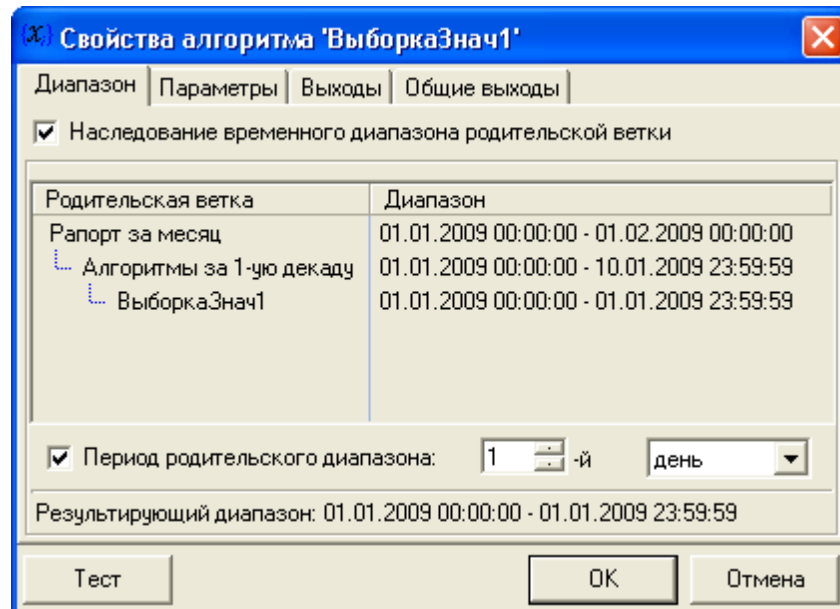 Свойства алгоритма 'ВыборкаЗнач1'
Диапазон Параметры Выходы Общие выходы
Наследование временного диапазона родительской ветки
Родительская ветка Диапазон
Рапорт за месяц 01.01.2009 00:00:00 - 01.02.2009 00:00:00
Алгоритмы за 1-ую декаду 01.01.2009 00:00:00 - 10.01.2009 23:59:59
ВыборкаЗнач1 01.01.2009 00:00:00 - 01.01.2009 23:59:59
Период родительского диапазона: 1 -й день
Результирующий диапазон: 01.01.2009 00:00:00 - 01.01.2009 23:59:59
Тест OK Отмена